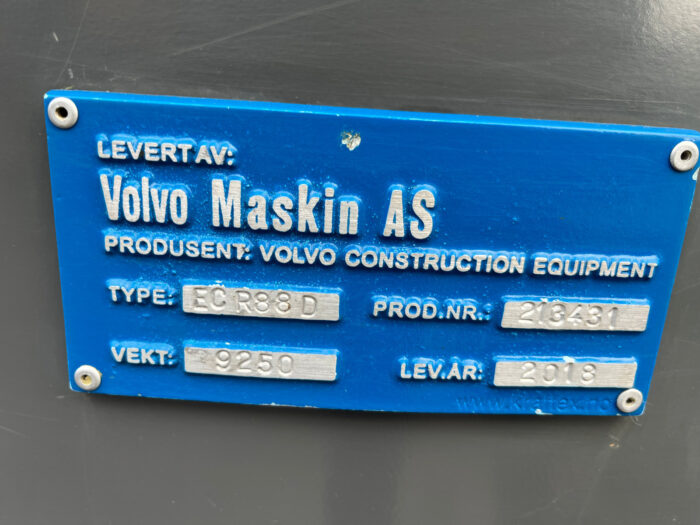 LEVERT AV:
Volvo Maskin AS
PRODUSENT: VOLVO CONSTRUCTION EQUIPMENT
TYPE: ECR88D PROD.NR.: 213431
VEKT: 9250 LEV.ÅR: 2018